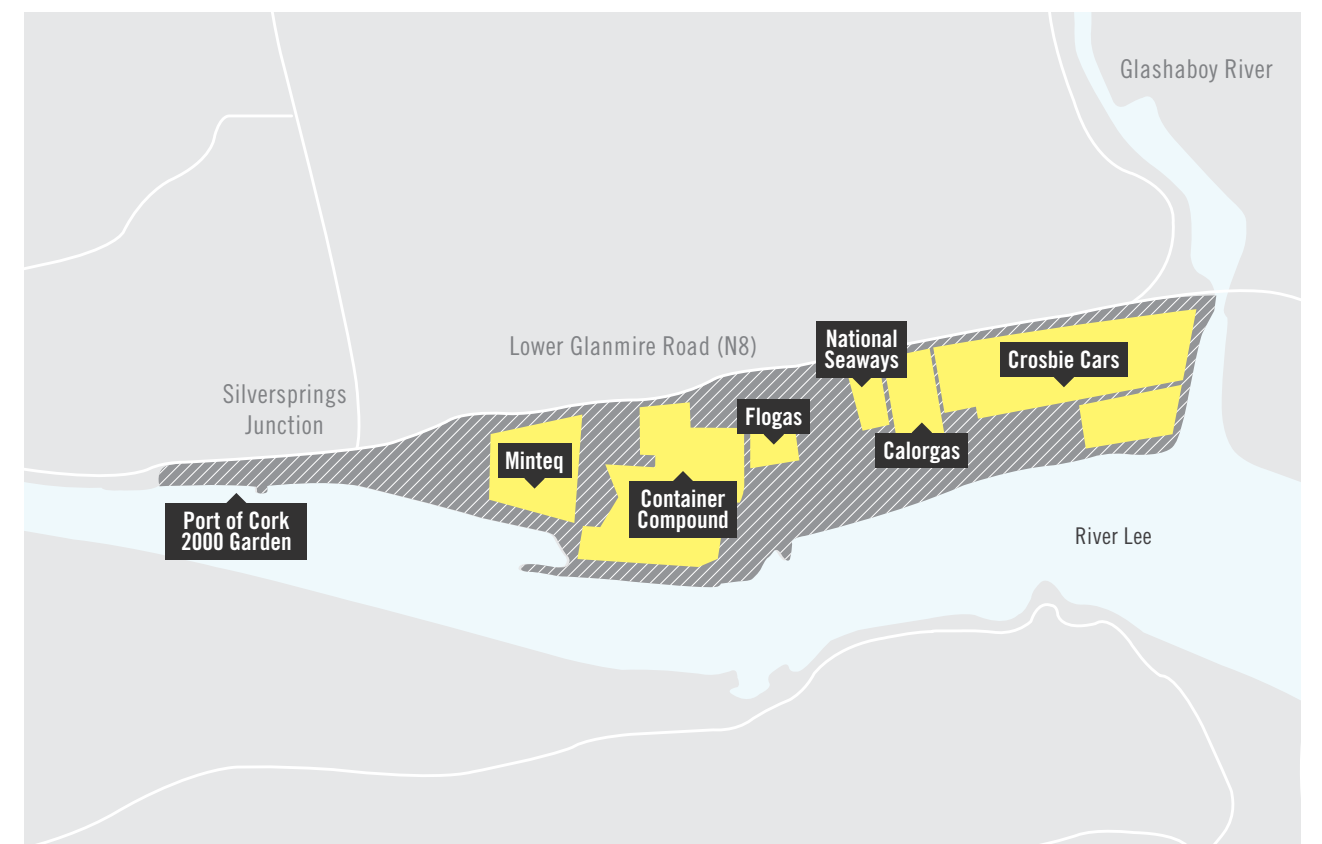 Glashaboy River
Lower Glanmire Road (N8)
National
Seaways
Crosbie Cars
Silversprings
Junction
Flogas
Minteq
Calorgas
Container
Compound
Port of Cork
2000 Garden
River Lee